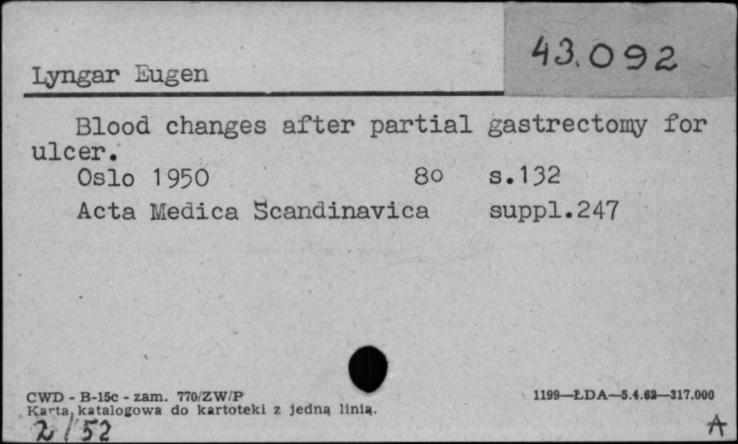 43.092
Lyngar Eugen
Blood changes after partial gastrectomy for
ulcer.
Oslo 1950 8o s.132
Acta Medica Scandinavica suppl.247
CWD - B-15c - zam. 770/ZW/P 1199—ŁDA—5.4.62—317.000
Karta katalogowa do kartoteki z jedną linią.
2/52 A